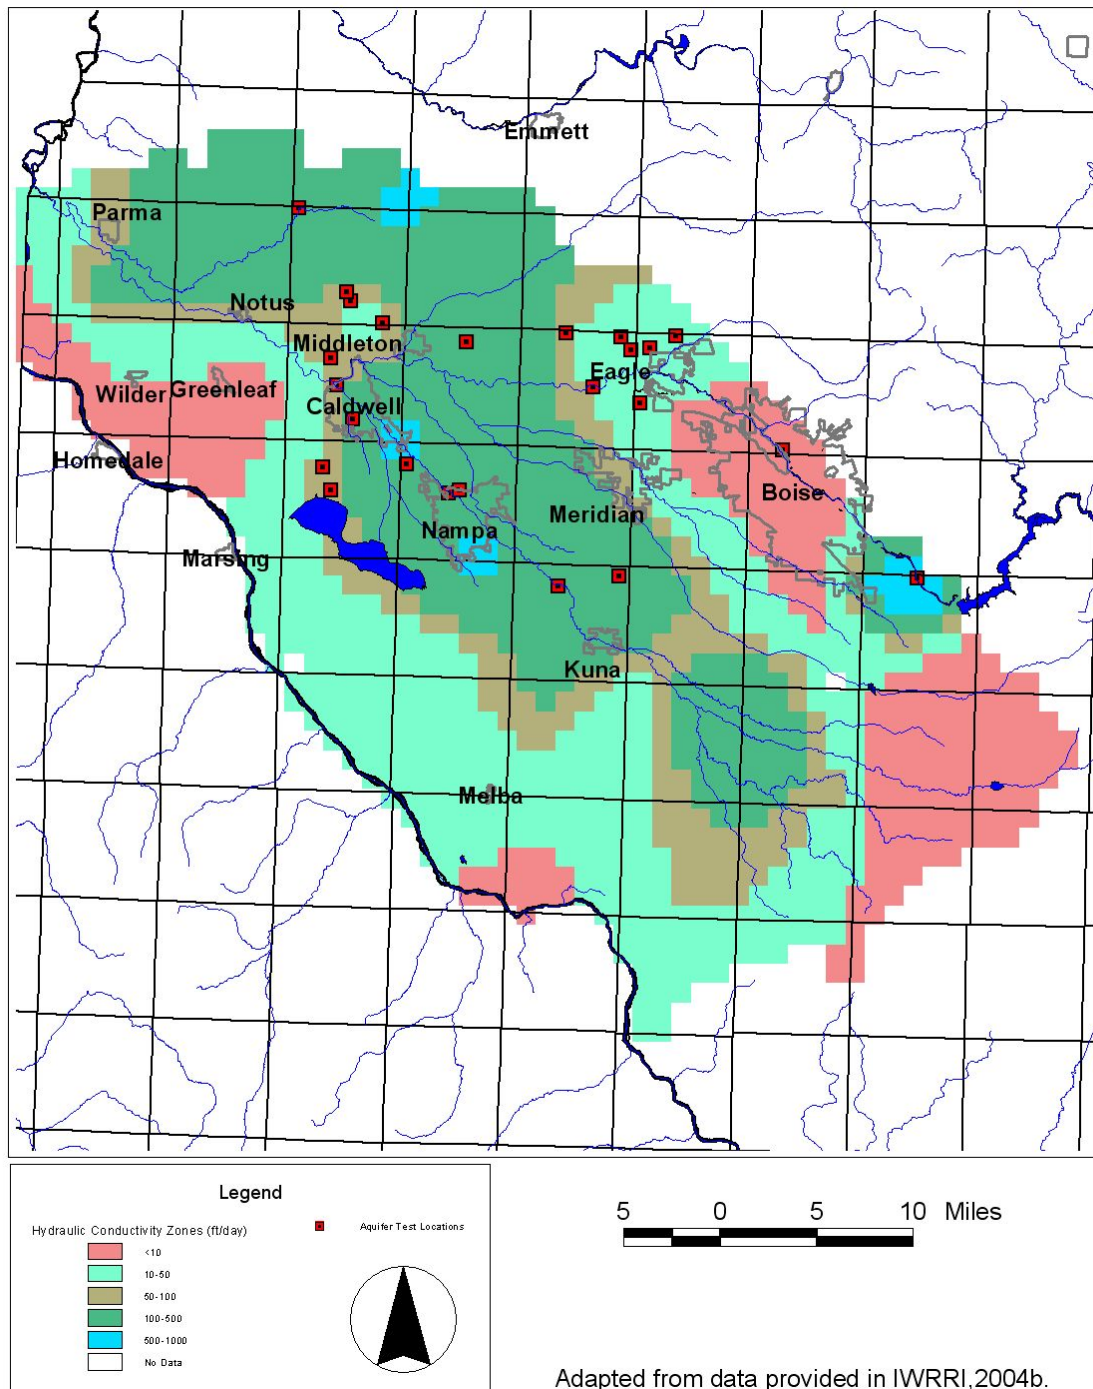 Emmett
Parma
Notus
Middleton
Eagle
Wilder
Greenleaf
Caldwell
Homedale
Boise
Meridian
Nampa
Marsing
Kuna
Melba
Legend
Hydraulic Conductivity Zones (ft/day)
Aquifer Test Locations
<10
10-50
50-100
100-500
500-1000
No Data
5 0 5 10 Miles
Adapted from data provided in IWRRI,2004b.